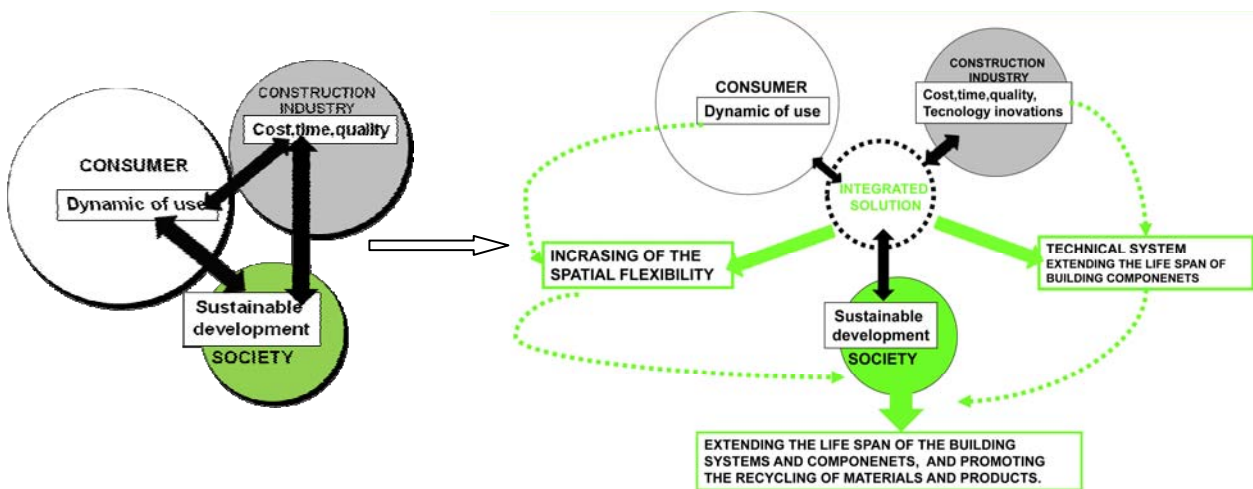 CONSTRUCTION
INDUSTRY
Cost,time,quality
CONSUMER
Dynamic of use
Sustainable
development
SOCIETY
CONSUMER
Dynamic of use
CONSTRUCTION
INDUSTRY
Cost,time,quality,
Tecnology inovations
INTEGRATED
SOLUTION
INCRASING OF THE
SPATIAL FLEXIBILITY
TECHNICAL SYSTEM
EXTENDING THE LIFE SPAN OF
BUILDING COMPONENETS
Sustainable
development
SOCIETY
EXTENDING THE LIFE SPAN OF THE BUILDING
SYSTEMS AND COMPONENETS, AND PROMOTING
THE RECYCLING OF MATERIALS AND PRODUCTS.